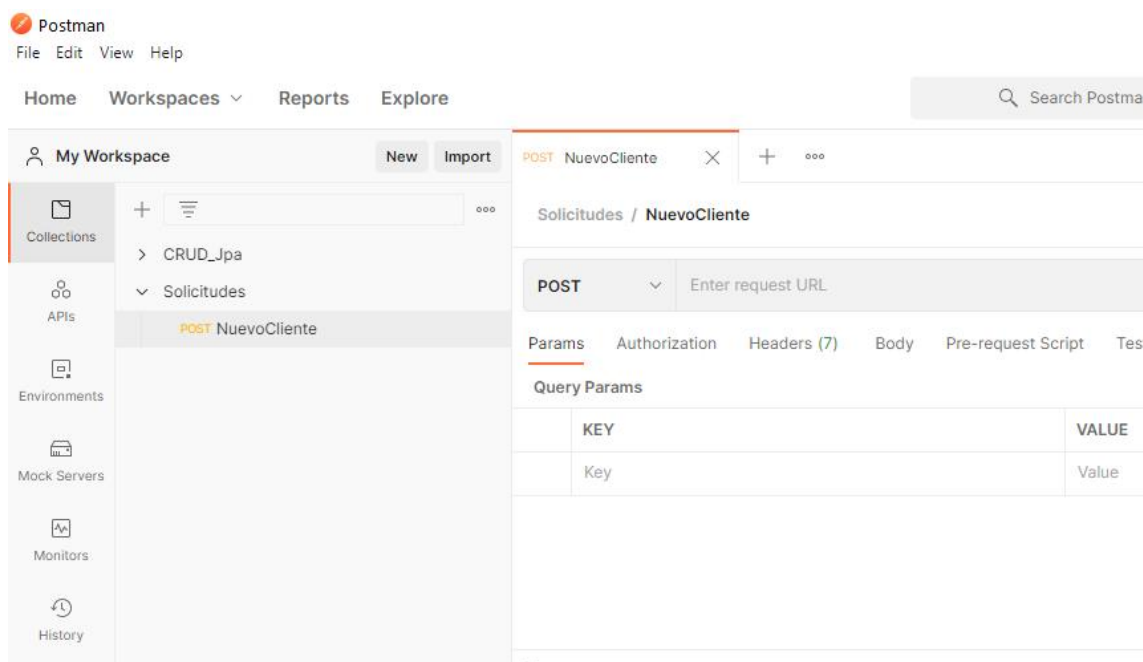 Postman
File Edit View Help
Home Workspaces Reports Explore
Search Postma
My Workspace New Import
POST NuevoCliente
Collections
Solicitudes / NuevoCliente
CRUD_Jpa
Solicitudes
POST NuevoCliente
APIs
POST Enter request URL
Params Authorization Headers (7) Body Pre-request Script Tes
Environments
Query Params
KEY VALUE
Key Value
Mock Servers
Monitors
History